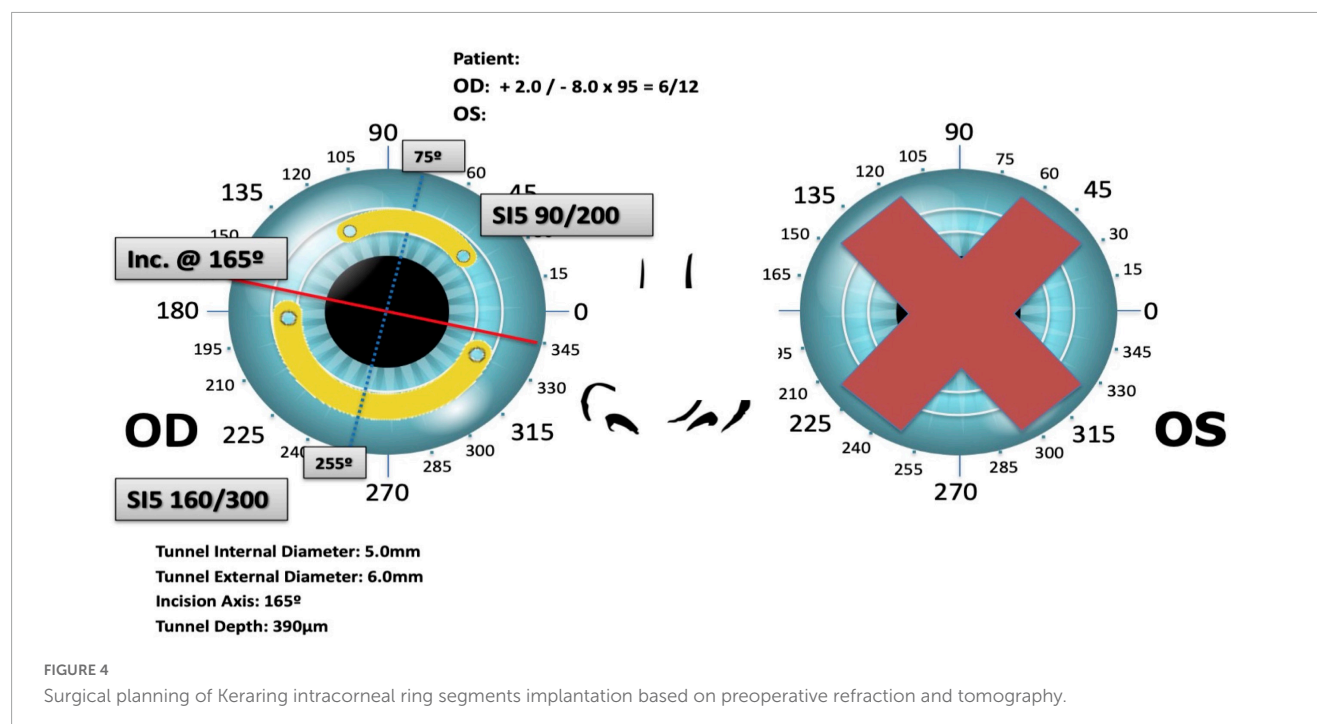 Patient:
OD: + 2.0 / - 8.0 x 95 = 6/12
OS:
90
75º
105
60
120
45
135
SI5 90/200
150
Inc. @ 165º
15
180
0
195
345
210
330
OD
225
315
240
300
255º
285
270
SI5 160/300
90
105
75
120
60
135
45
150
30
165
15
0
95
345
210
330
225
315
240
300
255
285
270
OS
Tunnel Internal Diameter: 5.0mm
Tunnel External Diameter: 6.0mm
Incision Axis: 165º
Tunnel Depth: 390µm
FIGURE 4
Surgical planning of Keraring intracorneal ring segments implantation based on preoperative refraction and tomography.